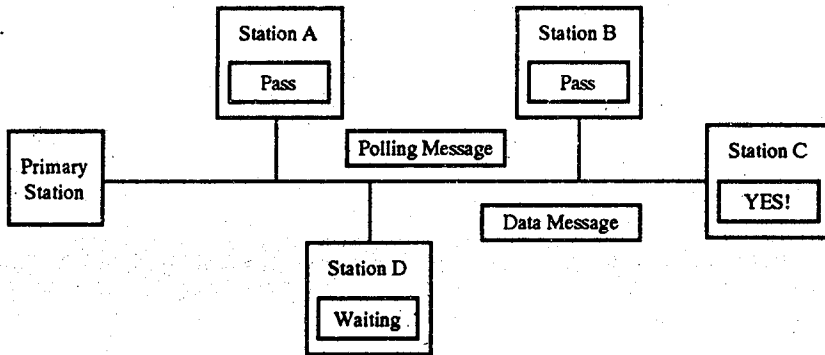 Station A
Pass
Station B
Pass
Polling Message
Primary
Station
Station C
YES!
Data Message
Station D
Waiting